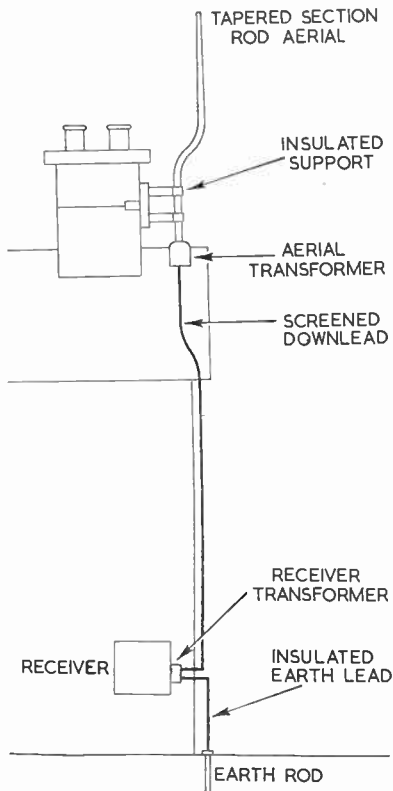 TAPERED SECTION
ROD AERIAL
INSULATED
SUPPORT
AERIAL
TRANSFORMER
SCREENED
DOWNLEAD
RECEIVER
TRANSFORMER
RECEIVER
INSULATED
EARTH LEAD
EARTH ROD